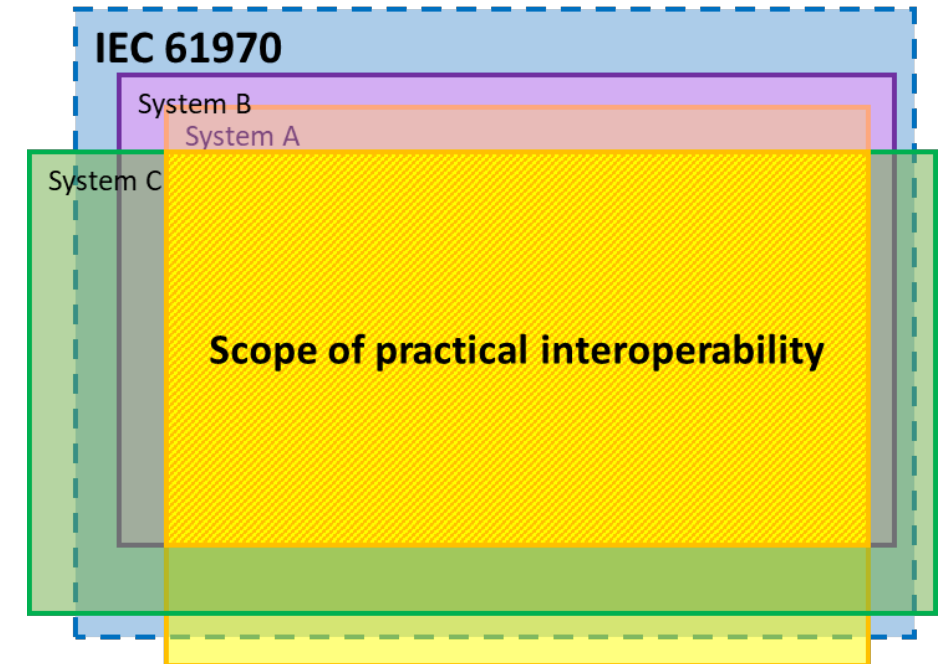 IEC 61970
System B
System A
System C
Scope of practical interoperability